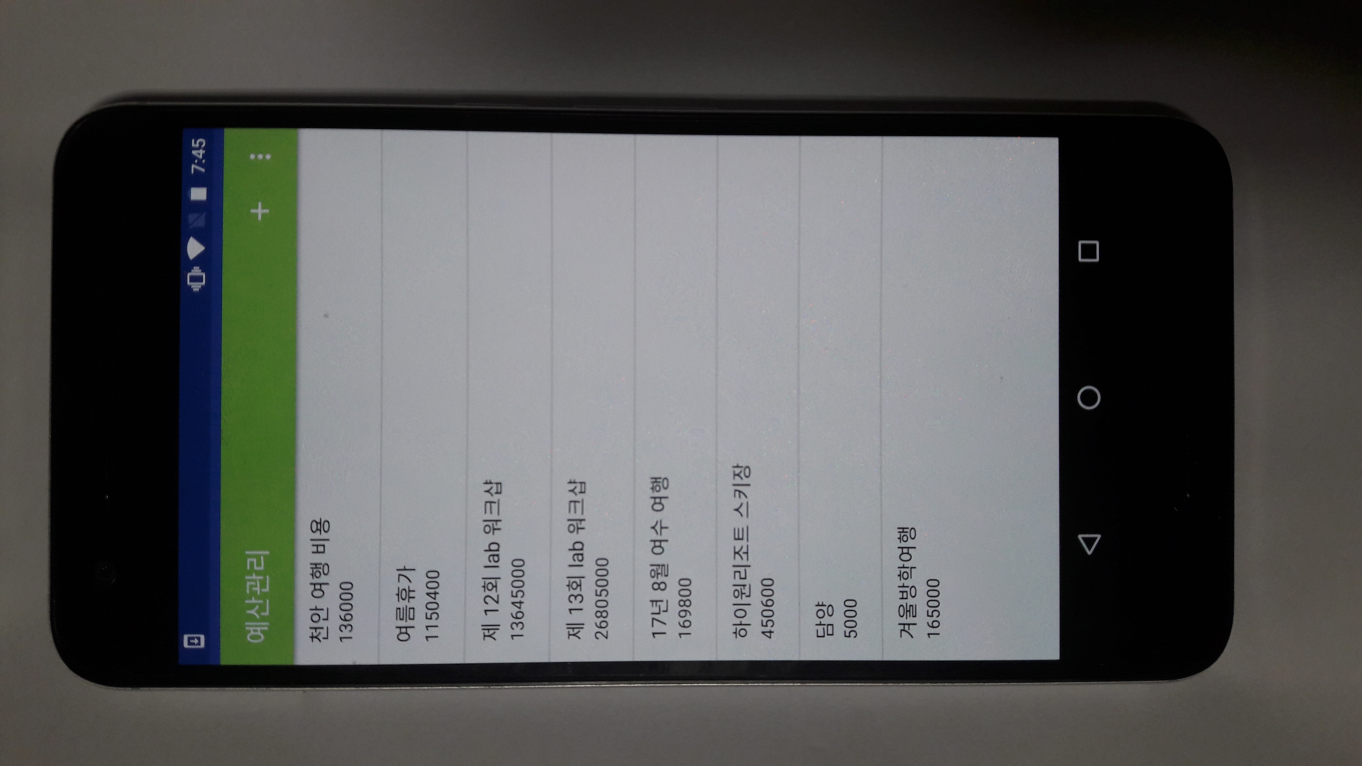 7:45
예산관리
천안 여행 비용
136000
여름휴가
1150400
제 12회 lab 워크샵
13645000
제 13회 lab 워크샵
26805000
17년 8월 여수 여행
169800
하이원리조트 스키장
450600
담양
5000
겨울방학여행
165000